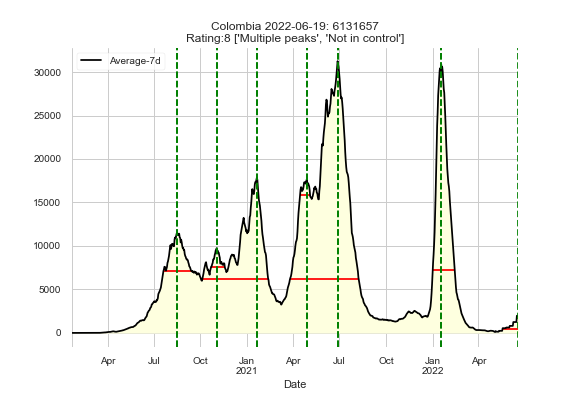 Colombia 2022-06-19: 6131657
Rating:8 ['Multiple peaks', 'Not in control']
Average-7d
30000
25000
20000
15000
10000
5000
0
Apr Jul Oct Jan Apr Jul Oct Jan Apr
2021 2022
Date